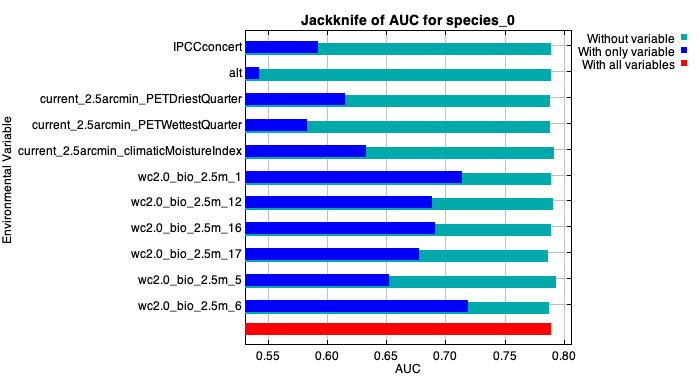 Jackknife of AUC for species_0
Without variable
With only variable
With all variables
Environmental Variable
IPCCconcert
alt
current_2.5arcmin_PETDriestQuarter
current_2.5arcmin_PETWettestQuarter
current_2.5arcmin_climaticMoistureIndex
wc2.0_bio_2.5m_1
wc2.0_bio_2.5m_12
wc2.0_bio_2.5m_16
wc2.0_bio_2.5m_17
wc2.0_bio_2.5m_5
wc2.0_bio_2.5m_6
0.55 0.60 0.65 0.70 0.75 0.80
AUC